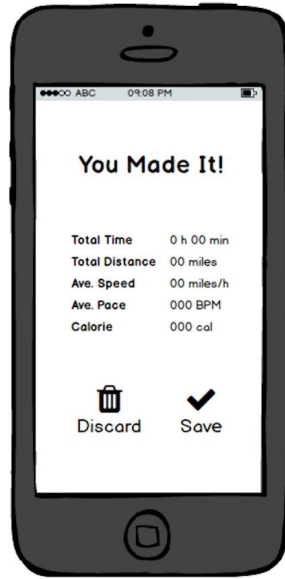 ABC 09:08 PM
You Made It!
Total Time 0 h 00 min
Total Distance 00 miles
Ave. Speed 00 miles/h
Ave. Pace 000 BPM
Calorie 000 cal
Discard Save